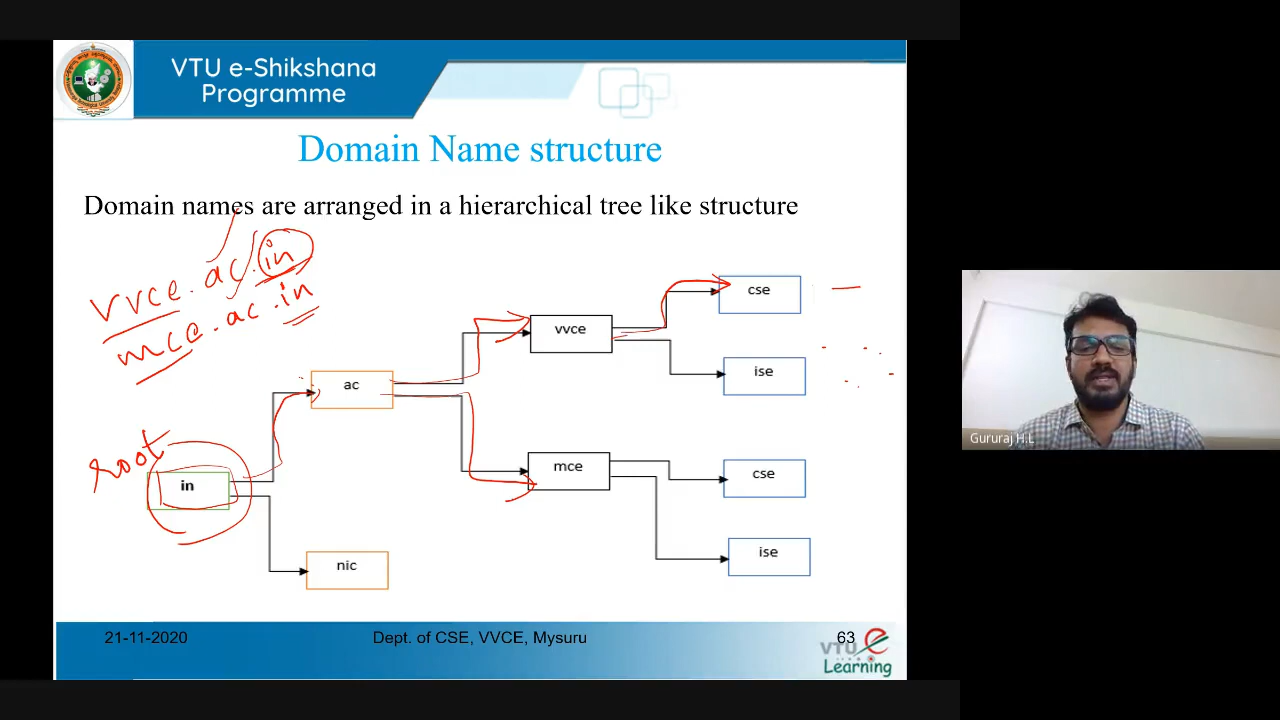 VTU e-Shikshana
Programme
Domain Name structure
Domain names are arranged in a hierarchical tree like structure
vvce.ac.in
mce.ac.in
root
in
ac
nic
vvce
mce
cse
ise
cse
ise
21-11-2020
Dept. of CSE, VVCE, Mysuru
63
VTU e
Learning
Gururaj H.L